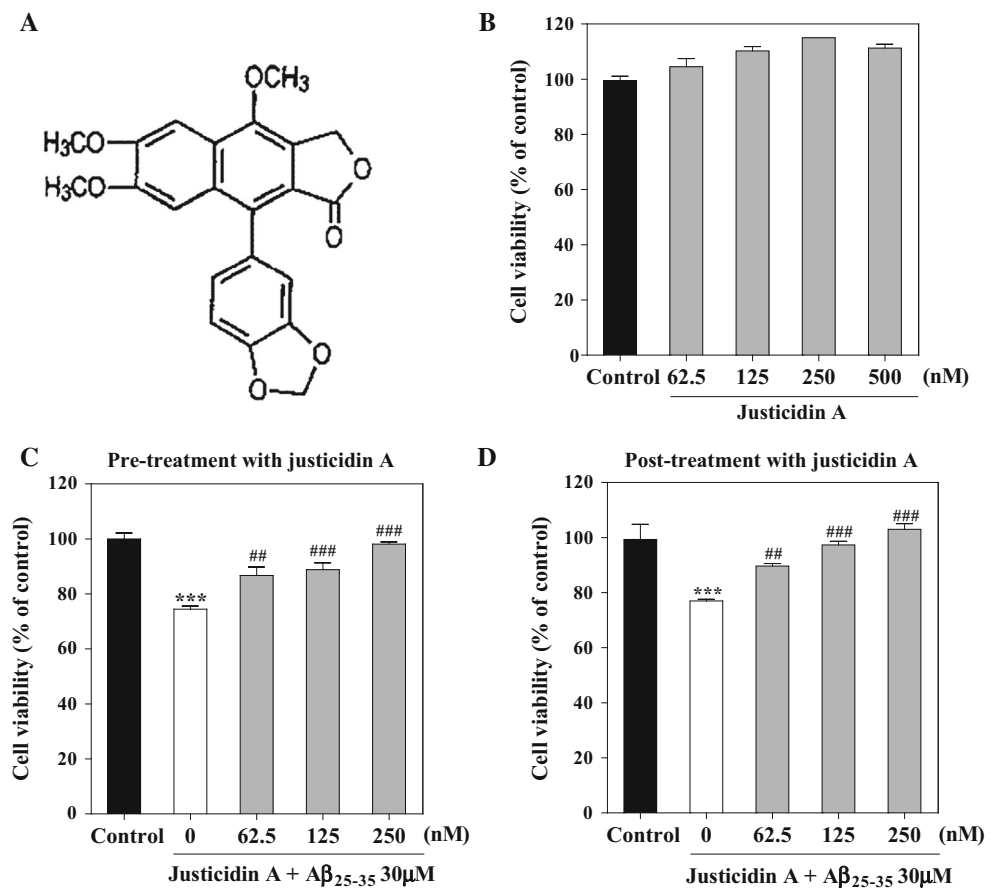 A
OCH3
H3CO
H3CO
O
O
O
O
B
Cell viability (% of control)
120
100
80
60
40
20
0
Control 62.5 125 250 500 (nM)
Justicidin A
C
Pre-treatment with justicidin A
Cell viability (% of control)
120
100
80
60
40
20
0
***
##
###
###
Control 0 62.5 125 250 (nM)
Justicidin A + Aβ25-35 30μM
D
Post-treatment with justicidin A
Cell viability (% of control)
120
100
80
60
40
20
0
***
##
###
###
Control 0 62.5 125 250 (nM)
Justicidin A + Aβ25-35 30μM